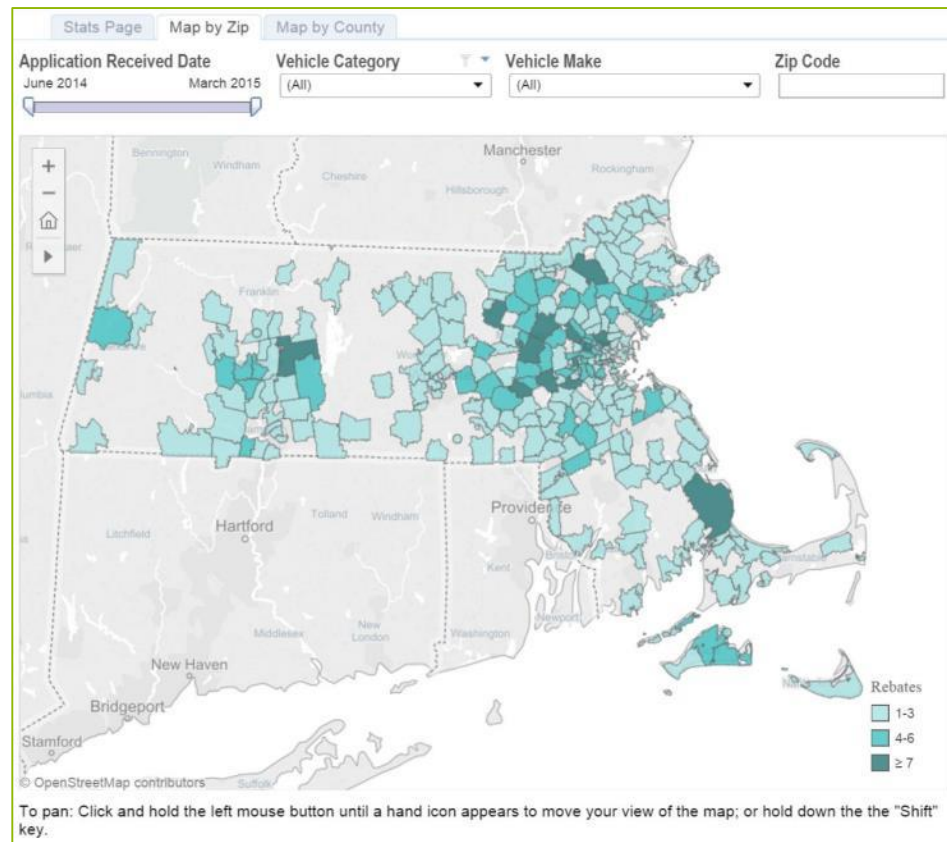 Stats Page
Map by Zip
Map by County
Application Received Date
Vehicle Category
Vehicle Make
Zip Code
June 2014
March 2015
(All)
(All)
Manchester
Bennington
Windham
Cheshire
Hillsborough
Rockingham
Franklin
Hartford
Tolland
Windham
Litchfield
Providence
Kent
Newport
Middlesex
New
London
Washington
New Haven
Bridgeport
Stamford
Suffolk
Rebates
1-3
4-6
≥ 7
© OpenStreetMap contributors
To pan: Click and hold the left mouse button until a hand icon appears to move your view of the map; or hold down the the "Shift"
key.